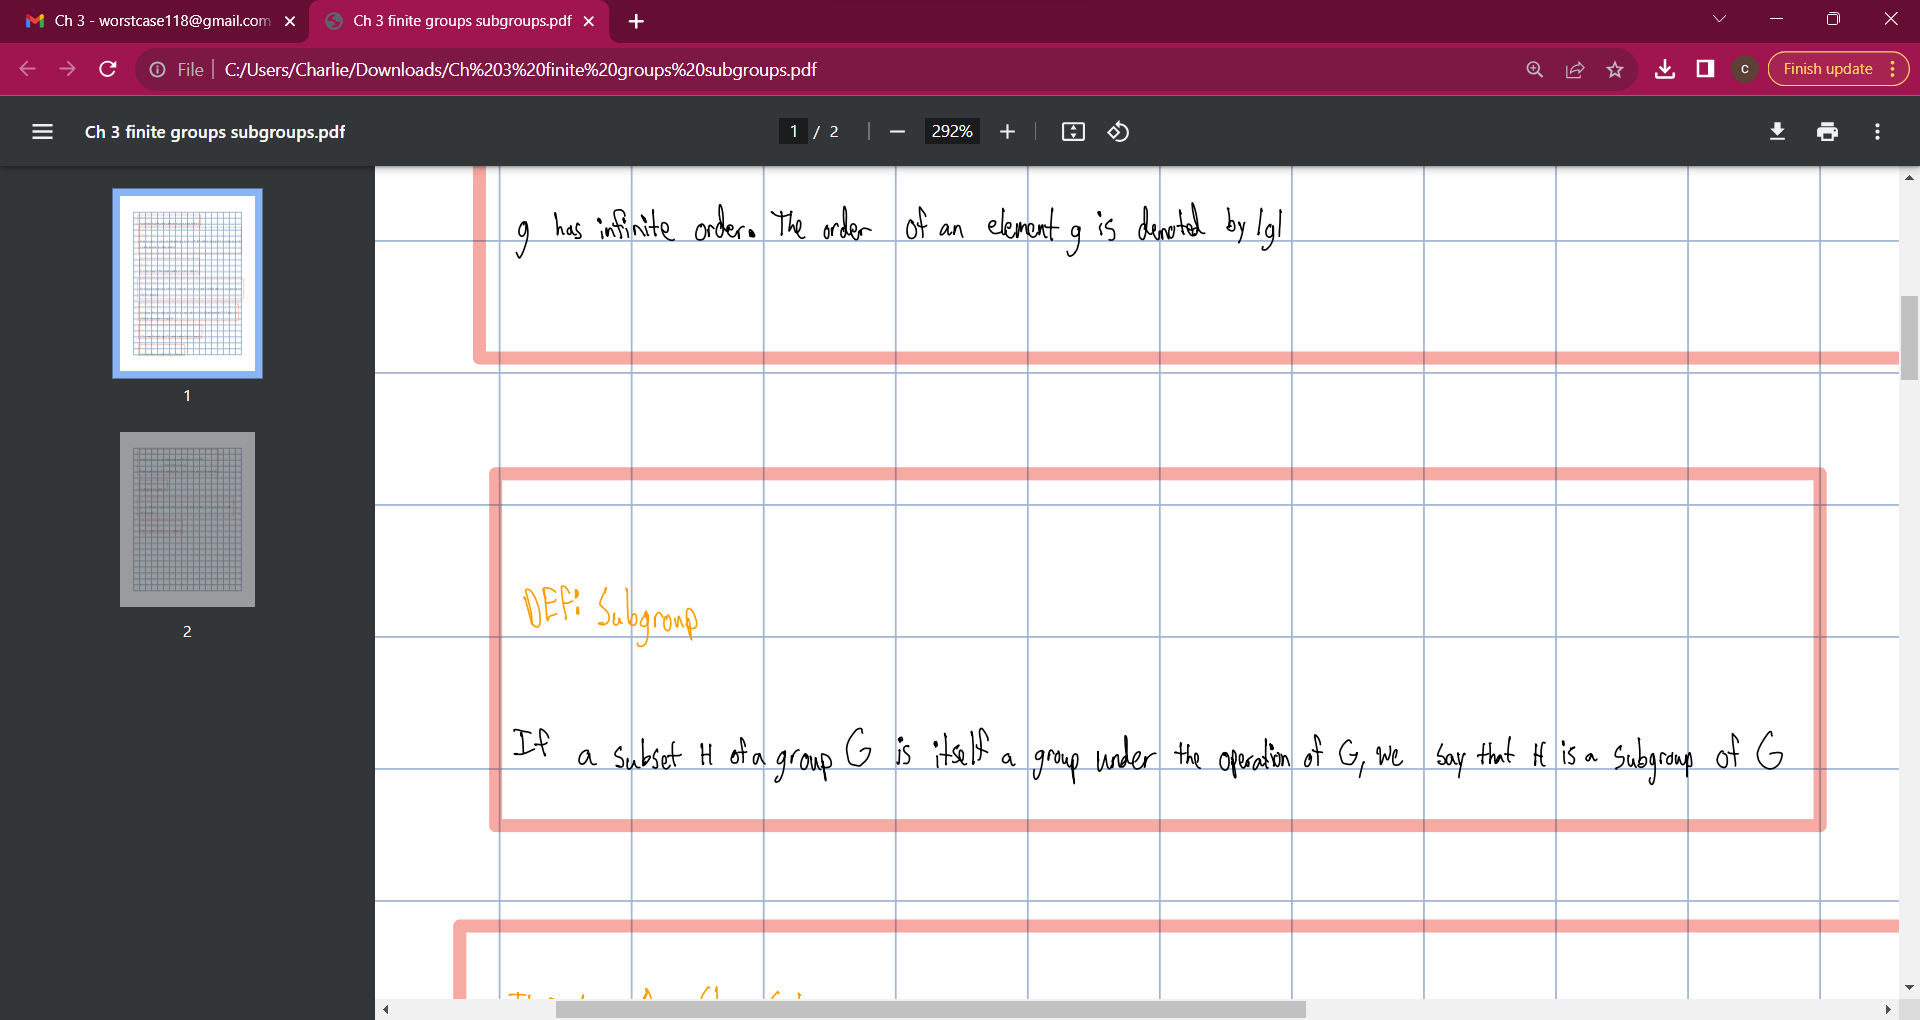 Ch 3 - worstcase118@gmail.com
Ch 3 finite groups subgroups.pdf
File
C:/Users/Charlie/Downloads/Ch%203%20finite%20groups%20subgroups.pdf
C
Finish update
Ch 3 finite groups subgroups.pdf
1 / 2
292%
1
2
g has infinite order. The order of an element g is denoted by |g|
DEF: Subgroup
If a subset H of a group G is itself a group under the operation of G, we say that H is a subgroup of G